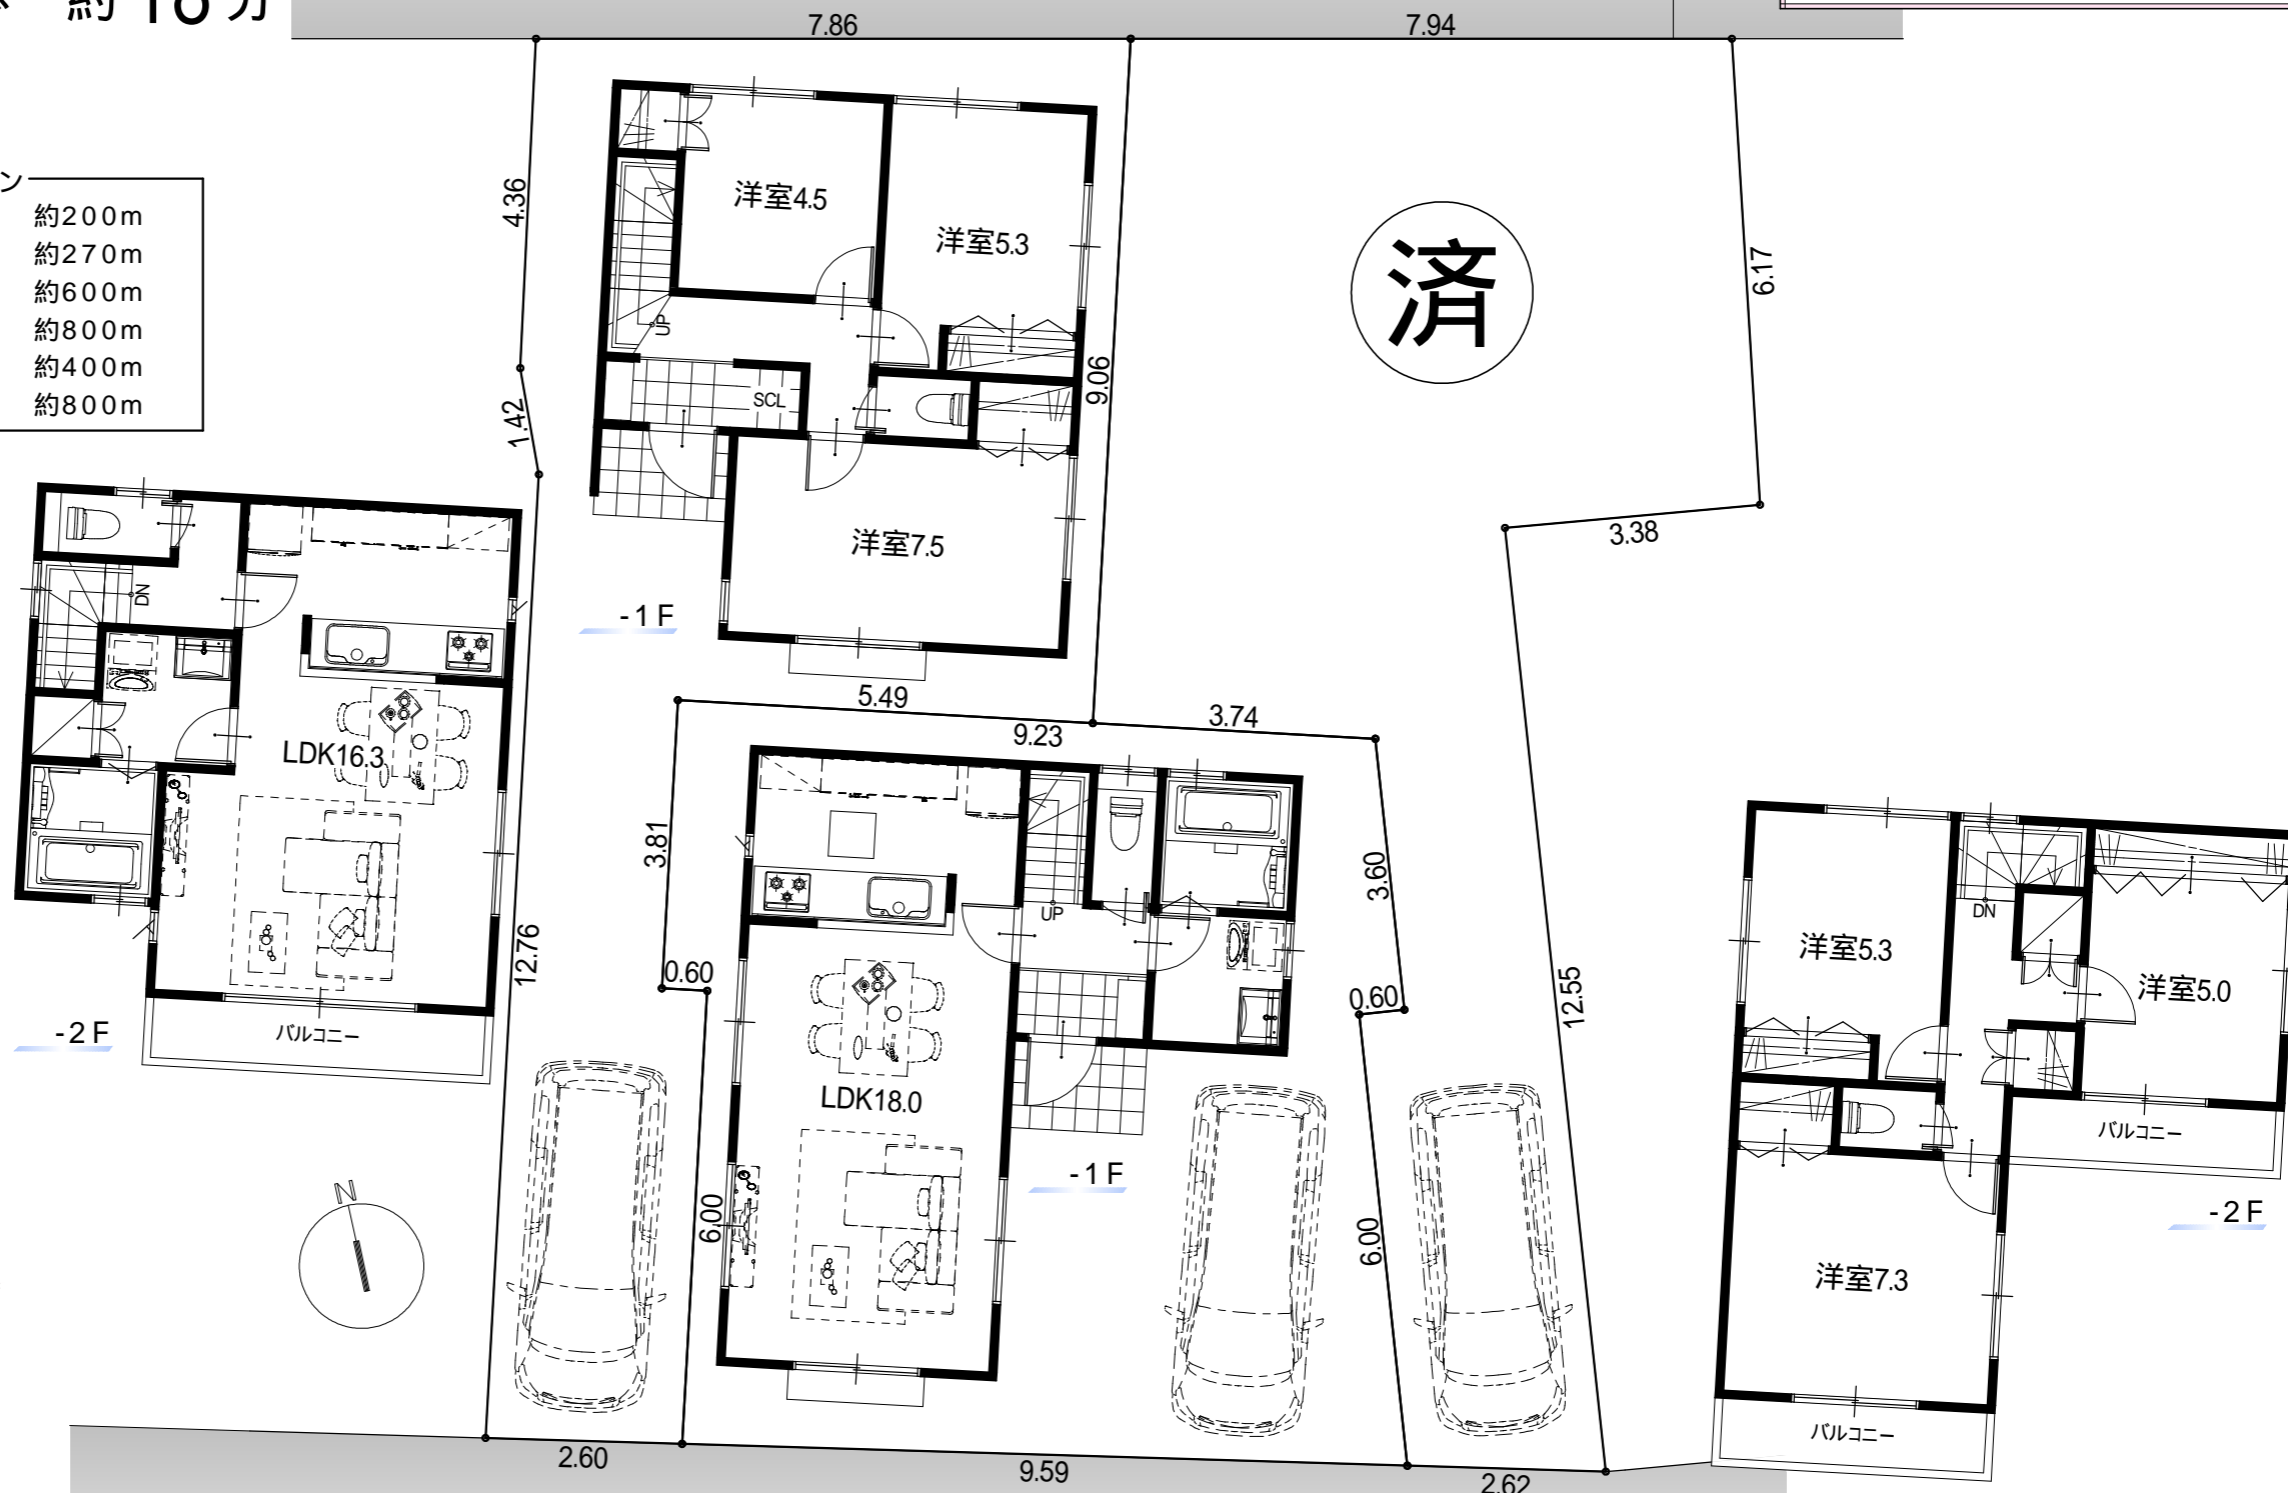 約18分
7.86
7.94
ン
約200m
約270m
約600m
約800m
約400m
約800m
4.36
1.42
洋室4.5
洋室5.3
UP
SCL
9.06
洋室7.5
-1F
済
6.17
3.38
DN
LDK16.3
バルコニー
-2F
12.76
5.49
3.74
9.23
3.81
0.60
6.00
UP
LDK18.0
-1F
3.60
0.60
6.00
12.55
洋室5.3
DN
洋室5.0
バルコニー
洋室7.3
バルコニー
-2F
N
2.60
9.59
2.62